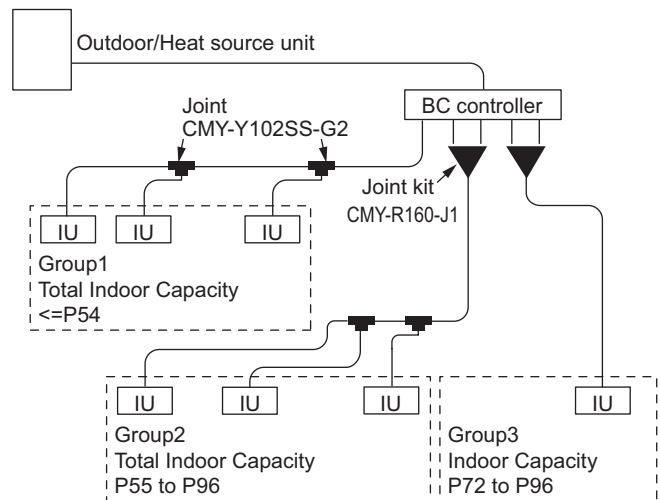 Outdoor/Heat source unit
BC controller
Joint
CMY-Y102SS-G2
Joint kit
CMY-R160-J1
IU
IU
IU
Group1
Total Indoor Capacity
<=P54
IU
IU
IU
Group2
Total Indoor Capacity
P55 to P96
IU
Group3
Indoor Capacity
P72 to P96